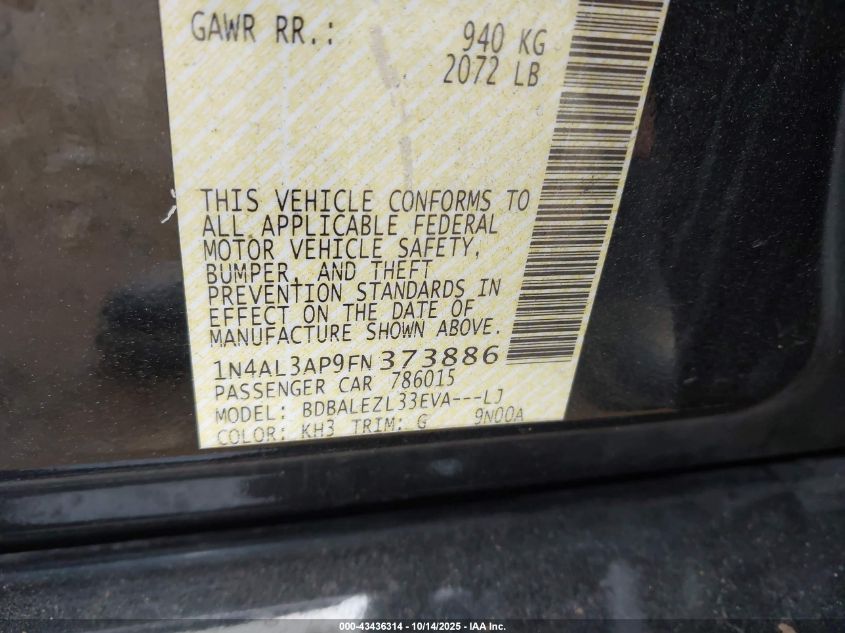 GAWR RR.: 940 KG
2072 LB
THIS VEHICLE CONFORMS TO
ALL APPLICABLE FEDERAL
MOTOR VEHICLE SAFETY,
BUMPER, AND THEFT
PREVENTION STANDARDS IN
EFFECT ON THE DATE OF
MANUFACTURE SHOWN ABOVE.
1N4AL3AP9FN373886
PASSENGER CAR 786015
MODEL: BDBALEZL33EVA---LJ
COLOR: KH3 TRIM: G 9N00A
000-43436314 | 10/14/2025 - IAA Inc.